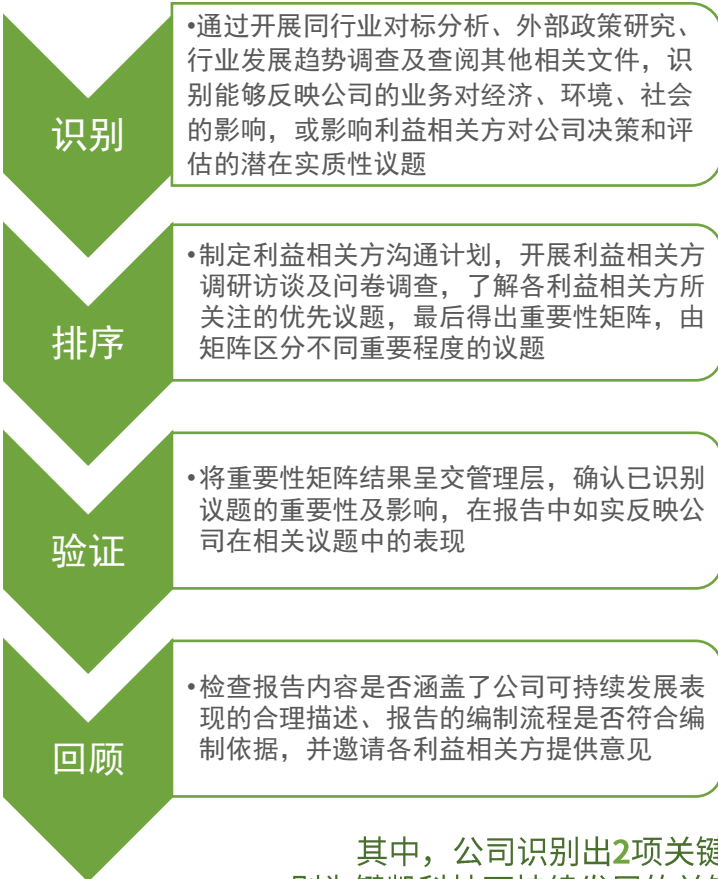 识别
•通过开展同行业对标分析、外部政策研究、
行业发展趋势调查及查阅其他相关文件，识
别能够反映公司的业务对经济、环境、社会
的影响，或影响利益相关方对公司决策和评
估的潜在实质性议题
排序
•制定利益相关方沟通计划，开展利益相关方
调研访谈及问卷调查，了解各利益相关方所
关注的优先议题，最后得出重要性矩阵，由
矩阵区分不同重要程度的议题
验证
•将重要性矩阵结果呈交管理层，确认已识别
议题的重要性及影响，在报告中如实反映公
司在相关议题中的表现
回顾
•检查报告内容是否涵盖了公司可持续发展表
现的合理描述、报告的编制流程是否符合编
制依据，并邀请各利益相关方提供意见
其中，公司识别出2项关键